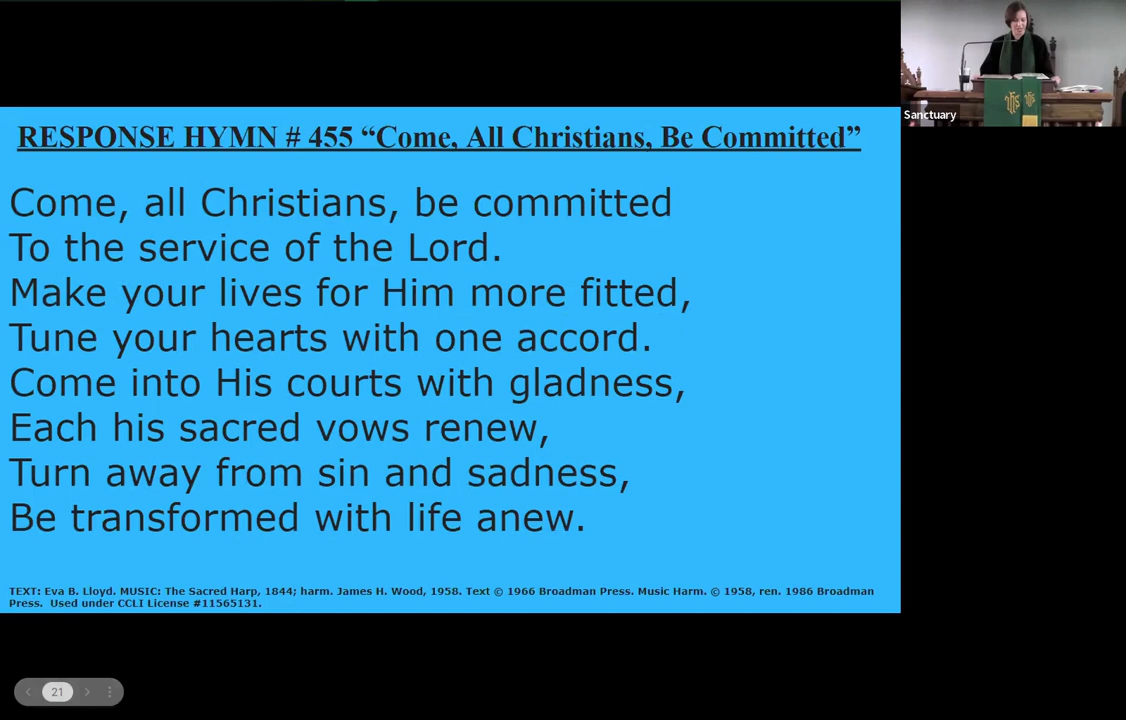 RESPONSE HYMN # 455 “Come, All Christians, Be Committed”
Come, all Christians, be committed
To the service of the Lord.
Make your lives for Him more fitted,
Tune your hearts with one accord.
Come into His courts with gladness,
Each his sacred vows renew,
Turn away from sin and sadness,
Be transformed with life anew.
TEXT: Eva B. Lloyd. MUSIC: The Sacred Harp, 1844; harm. James H. Wood, 1958. Text © 1966 Broadman Press. Music Harm. © 1958, ren. 1986 Broadman
Press.  Used under CCLI License #11565131.
Sanctuary
21